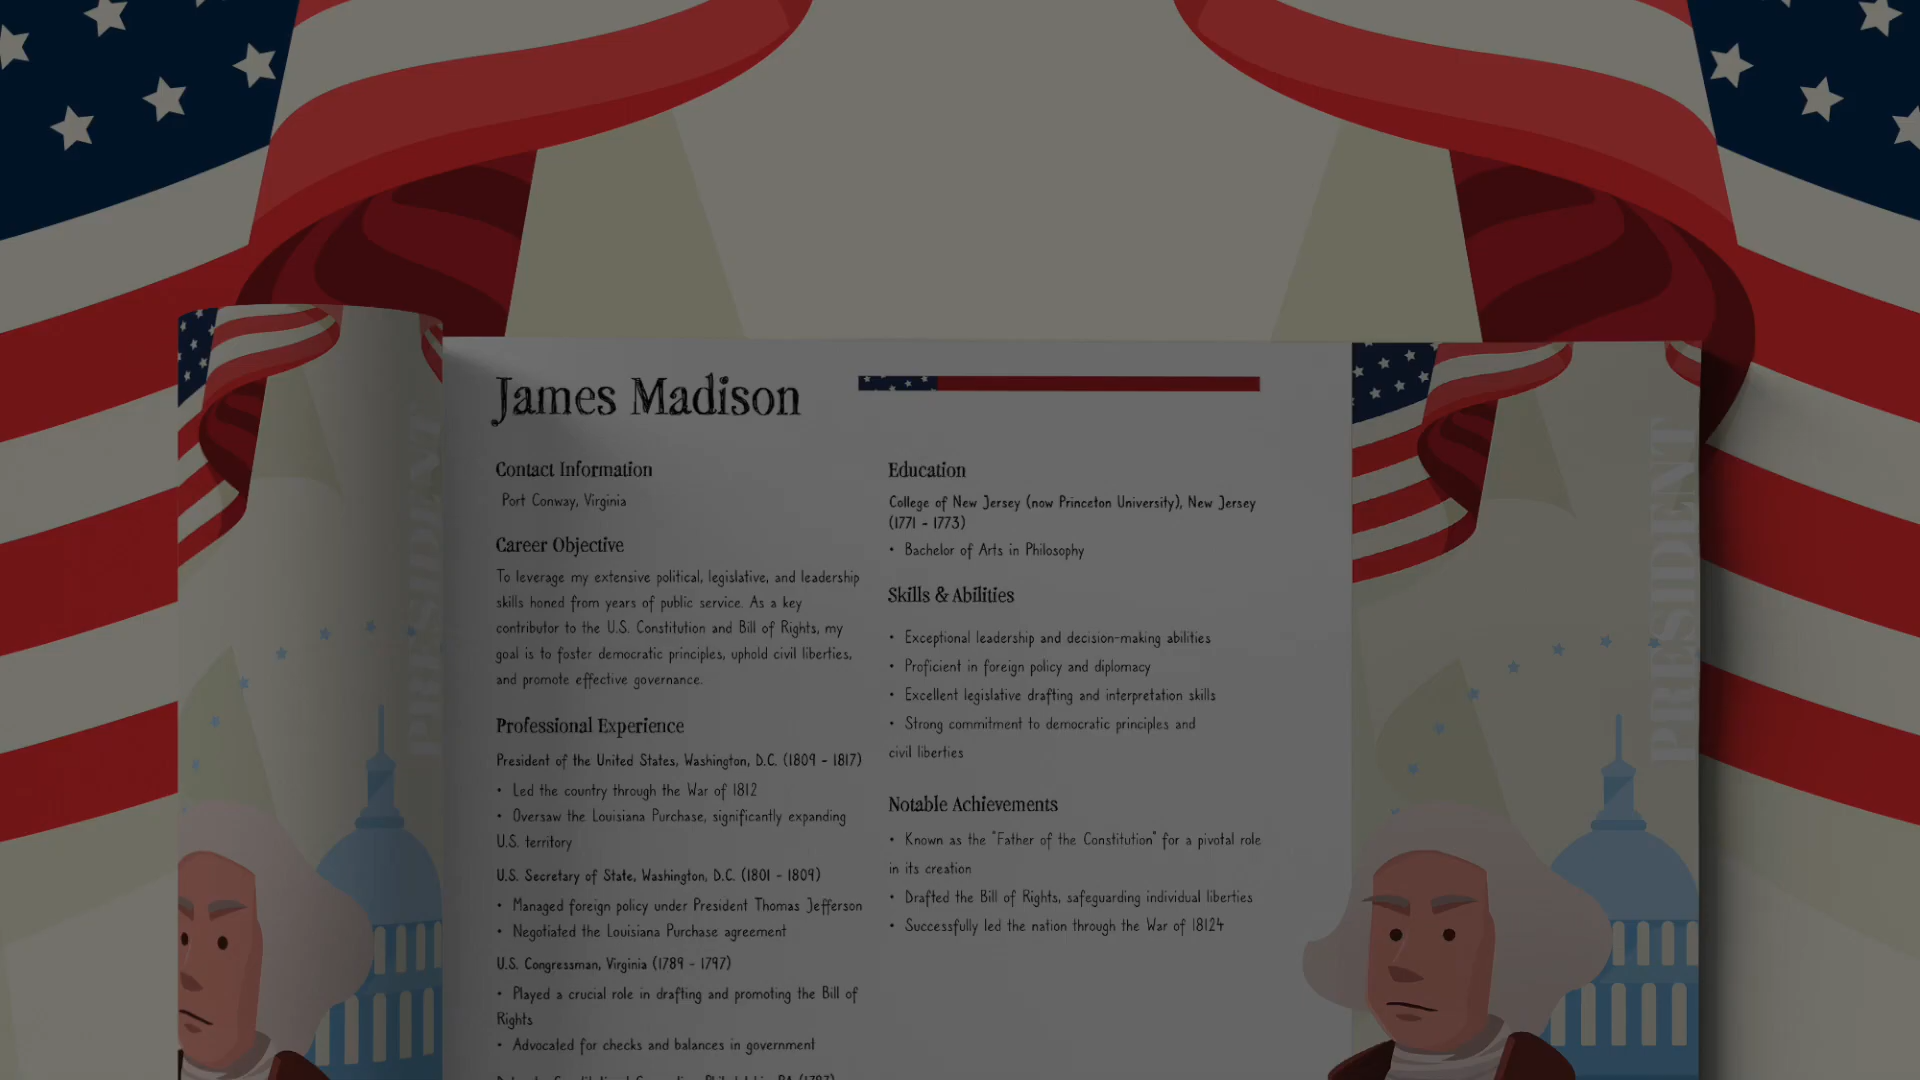 James Madison
Contact Information
Port Conway, Virginia
Career Objective
To leverage my extensive political, legislative, and leadership
skills honed from years of public service. As a key
contributor to the U.S. Constitution and Bill of Rights, my
goal is to foster democratic principles, uphold civil liberties,
and promote effective governance.
Professional Experience
President of the United States, Washington, D.C. (1809 - 1817)
• Led the country through the War of 1812
• Oversaw the Louisiana Purchase, significantly expanding
U.S. territory
U.S. Secretary of State, Washington, D.C. (1801 - 1809)
• Managed foreign policy under President Thomas Jefferson
• Negotiated the Louisiana Purchase agreement
U.S. Congressman, Virginia (1789 - 1797)
• Played a crucial role in drafting and promoting the Bill of
Rights
• Advocated for checks and balances in government
Education
College of New Jersey (now Princeton University), New Jersey
(1771 - 1773)
• Bachelor of Arts in Philosophy
Skills & Abilities
• Exceptional leadership and decision-making abilities
• Proficient in foreign policy and diplomacy
• Excellent legislative drafting and interpretation skills
• Strong commitment to democratic principles and
civil liberties
Notable Achievements
• Known as the "Father of the Constitution" for a pivotal role
in its creation
• Drafted the Bill of Rights, safeguarding individual liberties
• Successfully led the nation through the War of 18124
PRESIDENT
PRESIDENT